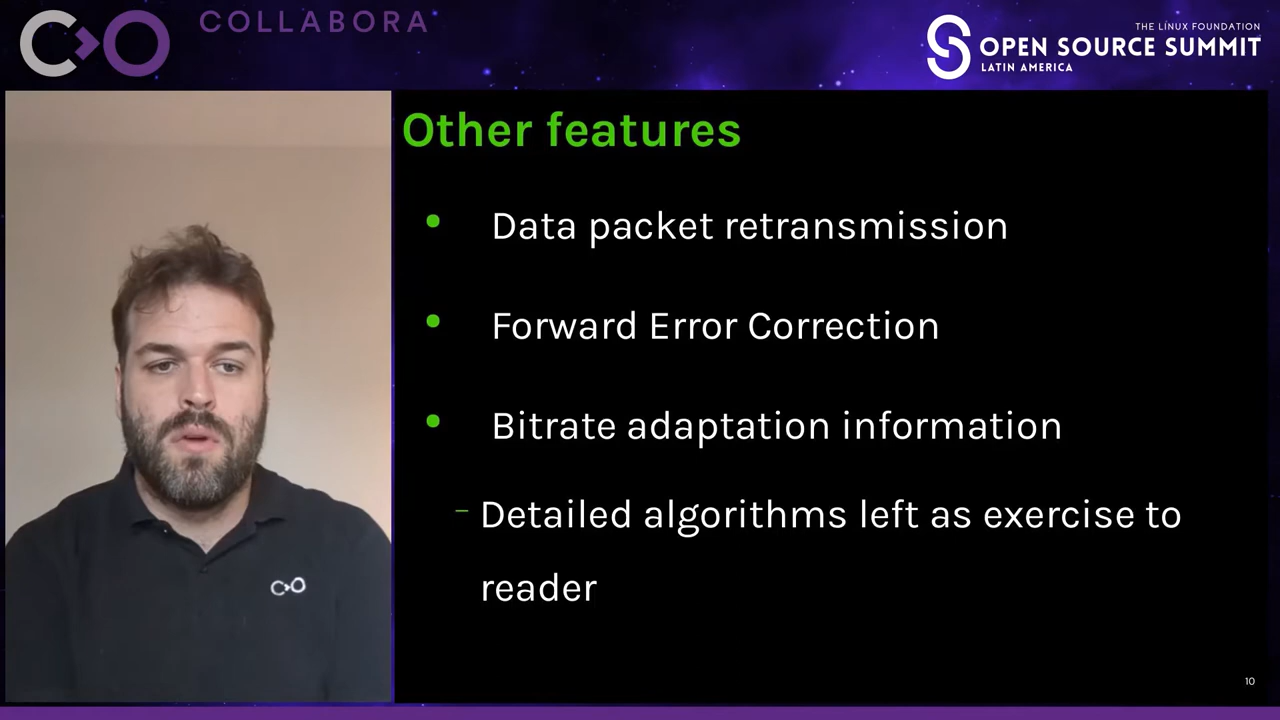 COLLABORA
THE LINUX FOUNDATION
OPEN SOURCE SUMMIT
LATIN AMERICA
Other features
• Data packet retransmission
• Forward Error Correction
• Bitrate adaptation information
– Detailed algorithms left as exercise to
reader
10